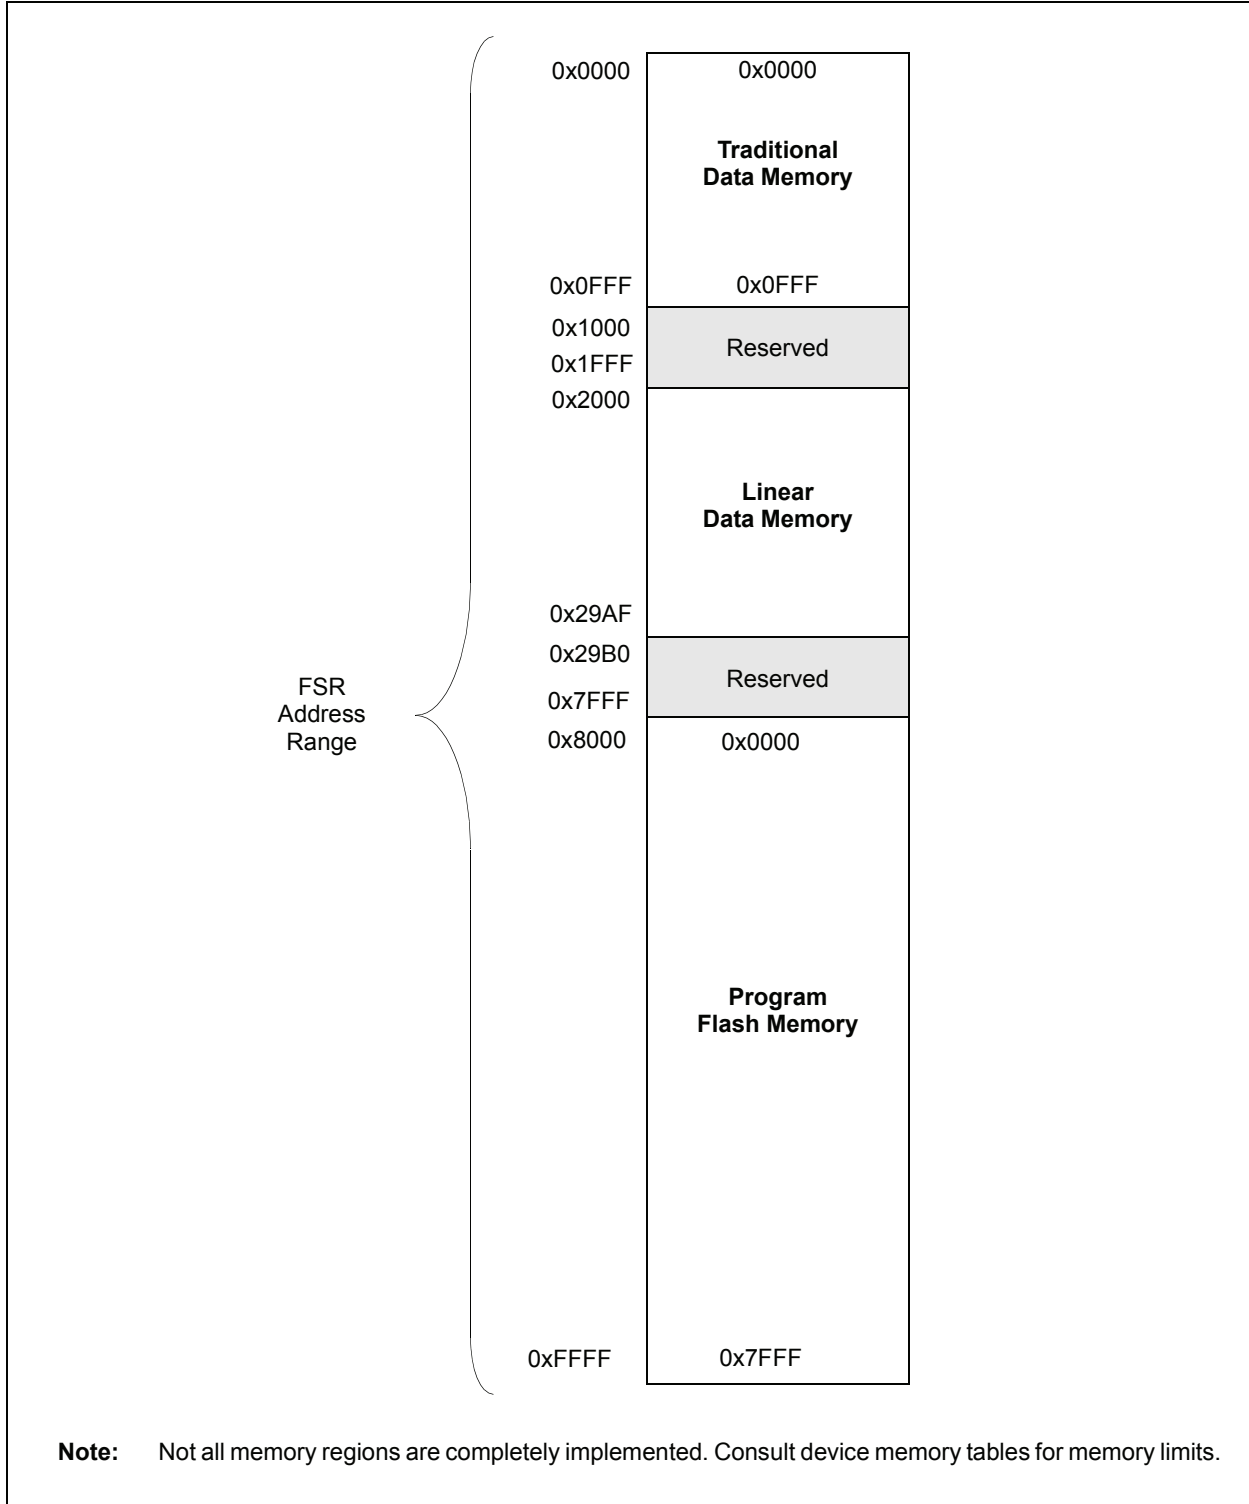 0x0000 0x0000
Traditional
Data Memory
0x0FFF 0x0FFF
0x1000
Reserved
0x1FFF
0x2000
Linear
Data Memory
0x29AF
0x29B0
Reserved
0x7FFF
FSR
Address
Range
0x8000 0x0000
Program
Flash Memory
0xFFFF 0x7FFF
Note: Not all memory regions are completely implemented. Consult device memory tables for memory limits.